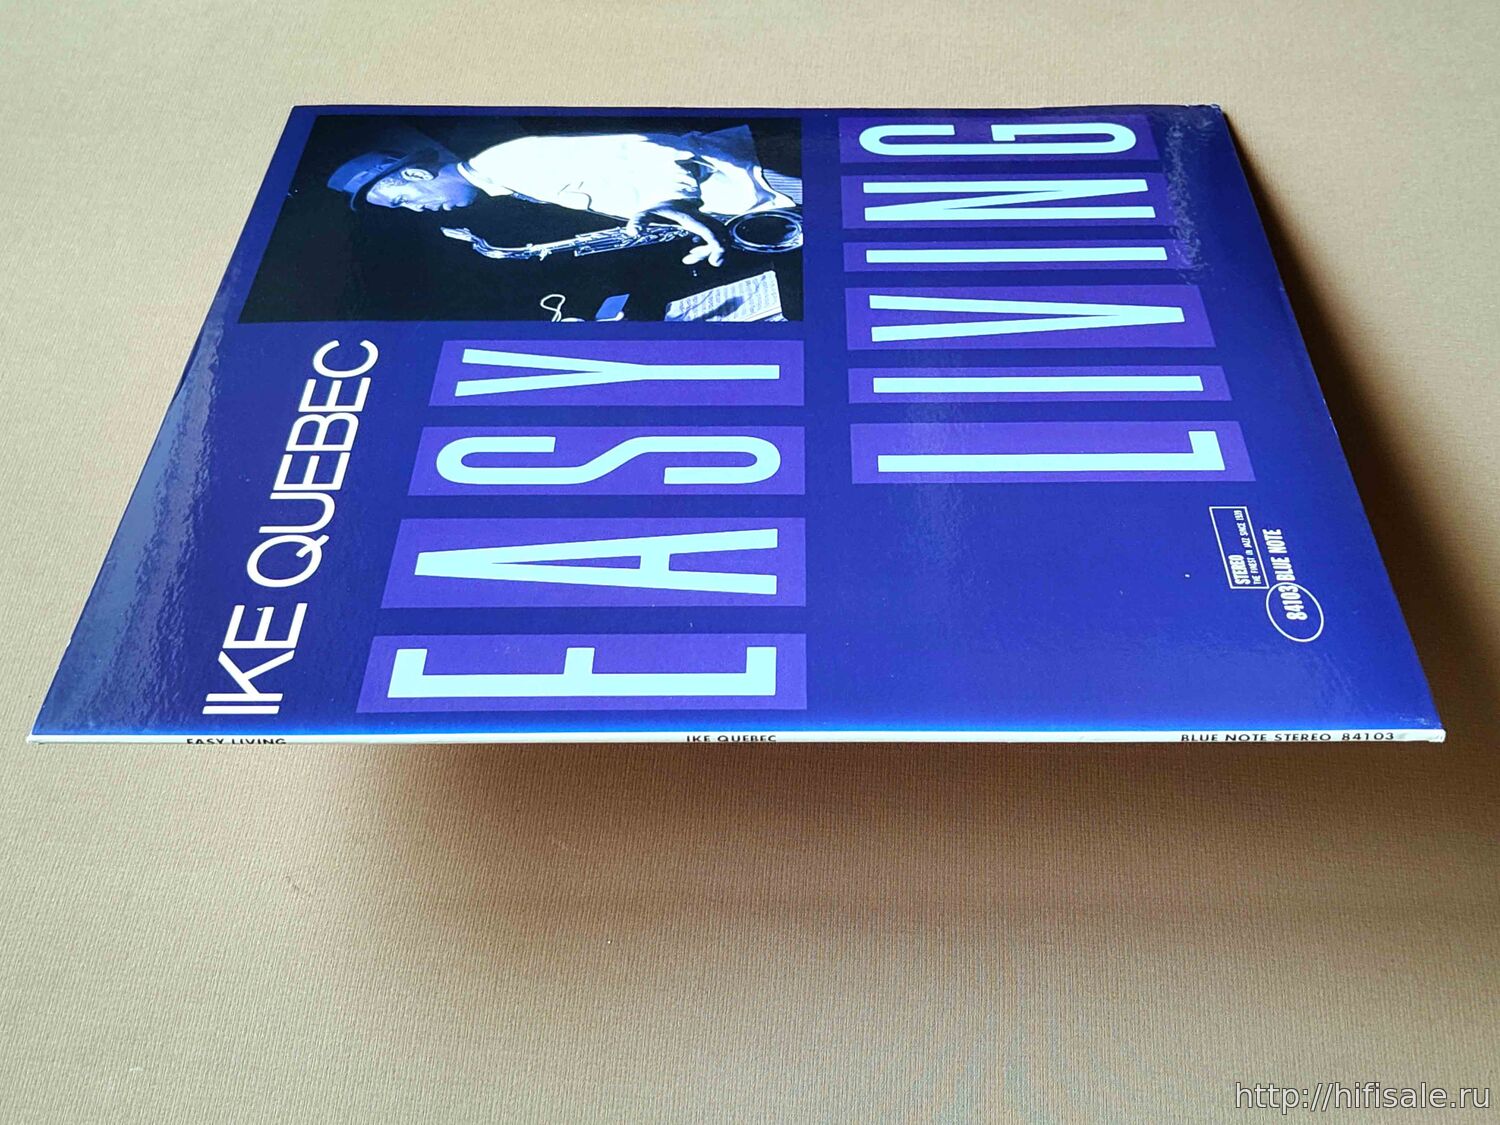 IKE QUEBEC
EASY
LIVING
STEREO
THE FINEST IN JAZZ SINCE 1939
84103 BLUE NOTE
EASY LIVING IKE QUEBEC BLUE NOTE STEREO 84103
http://hifisale.ru